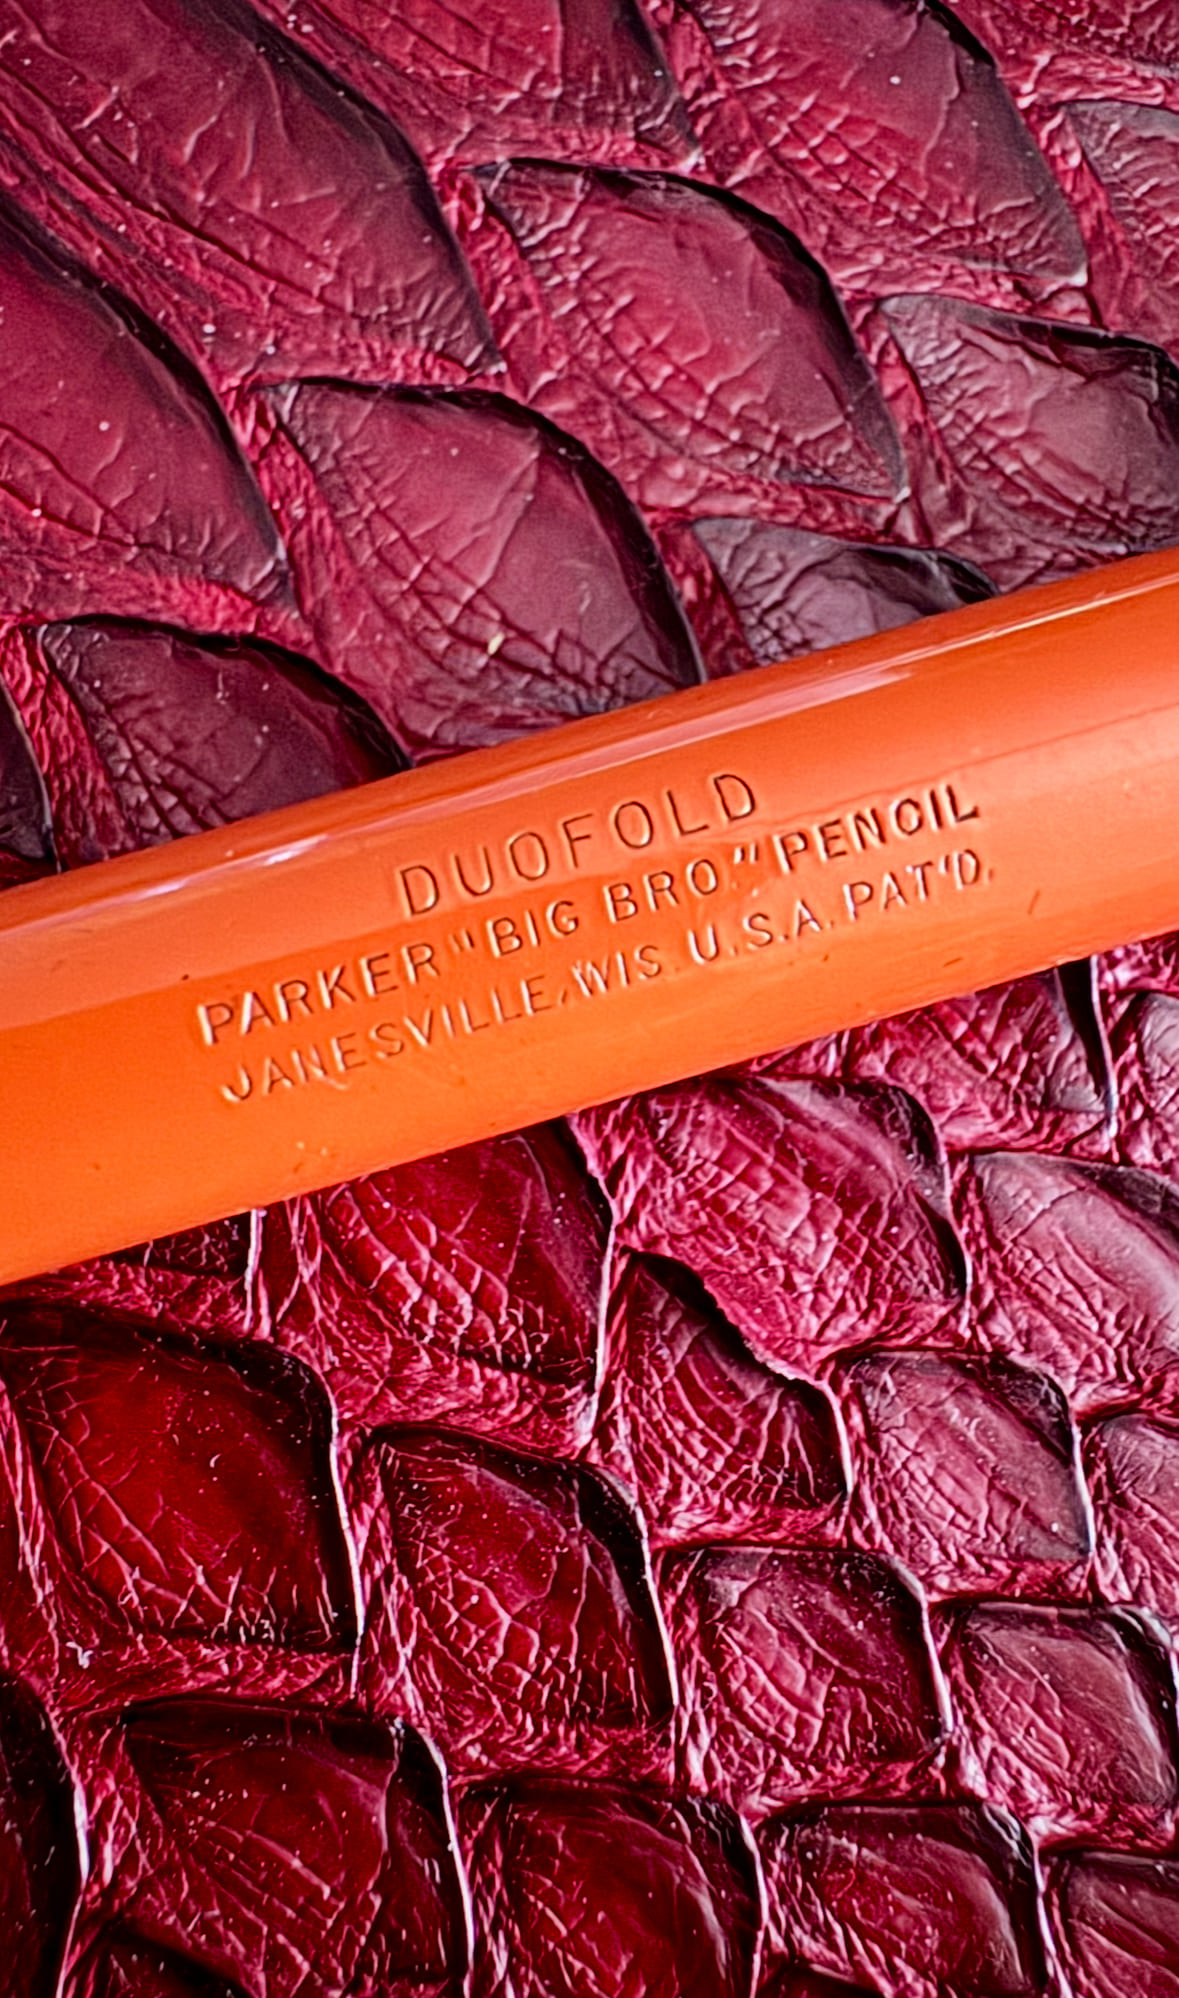 DUOFOLD
PARKER "BIG BRO" PENCIL
JANESVILLE, WIS. U.S.A. PAT'D.